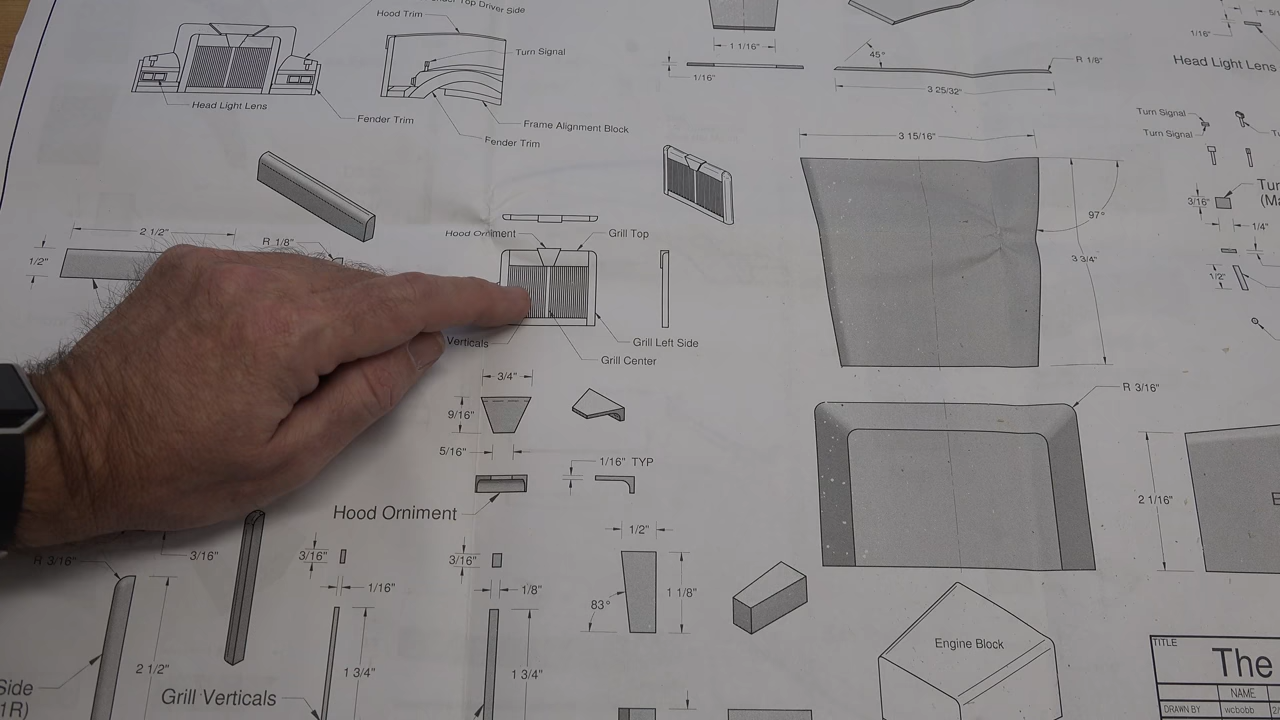 Top Driver Side
Hood Trim
Turn Signal
Head Light Lens
Fender Trim
Frame Alignment Block
Fender Trim
1 1/16"
1/16"
45°
R 1/8"
3 25/32"
1/16"
Head Light Lens
Turn Signal
Turn Signal
3 15/16"
97°
3 3/4"
3/16"
1/4"
1/2"
2 1/2"
1/2"
R 1/8"
Hood Orniment
Grill Top
Verticals
Grill Left Side
Grill Center
3/4"
9/16"
5/16"
1/16" TYP
Hood Orniment
R 3/16"
2 1/16"
R 3/16"
3/16"
3/16"
1/16"
3/16"
1/8"
1/2"
83°
1 1/8"
2 1/2"
1 3/4"
1 3/4"
Side
1R)
Grill Verticals
Engine Block
TITLE
The
NAME
DRAWN BY
wcbobb